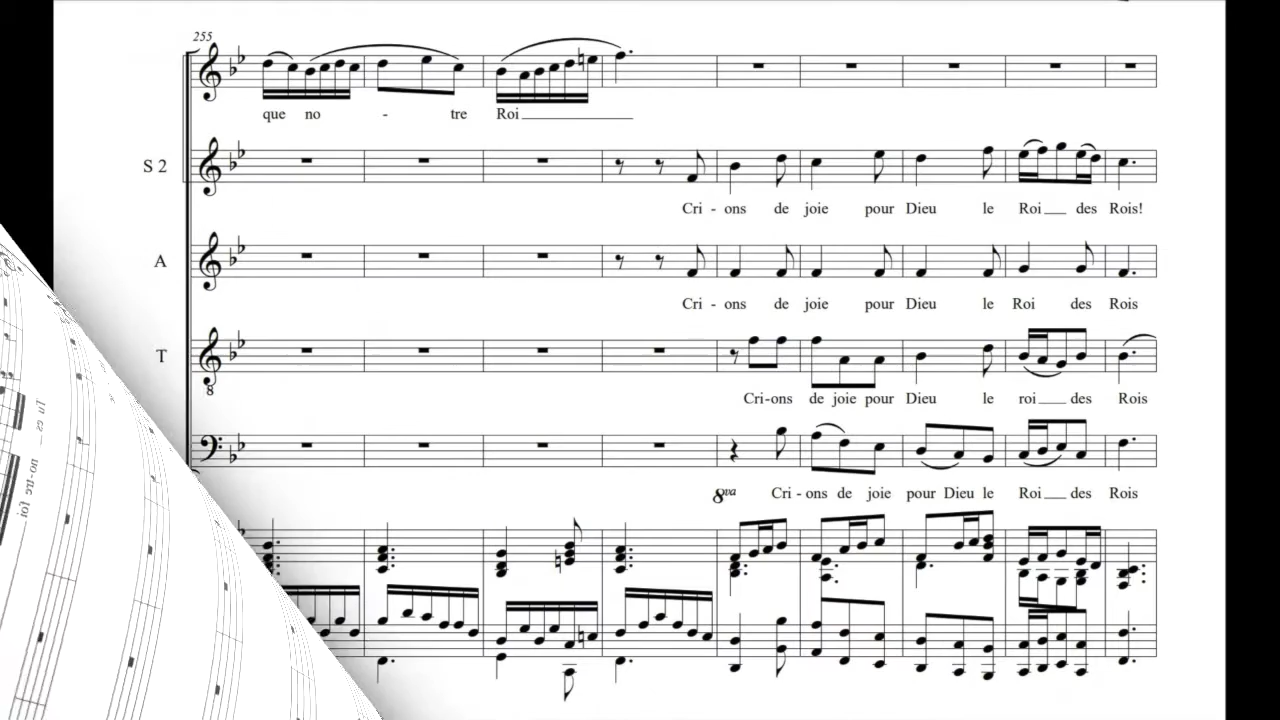 255
que no - tre Roi
S 2
Cri - ons de joie pour Dieu le Roi des Rois!
A
Cri - ons de joie pour Dieu le Roi des Rois
T
8
Cri-ons de joie pour Dieu le roi des Rois
8va Cri - ons de joie pour Dieu le Roi des Rois